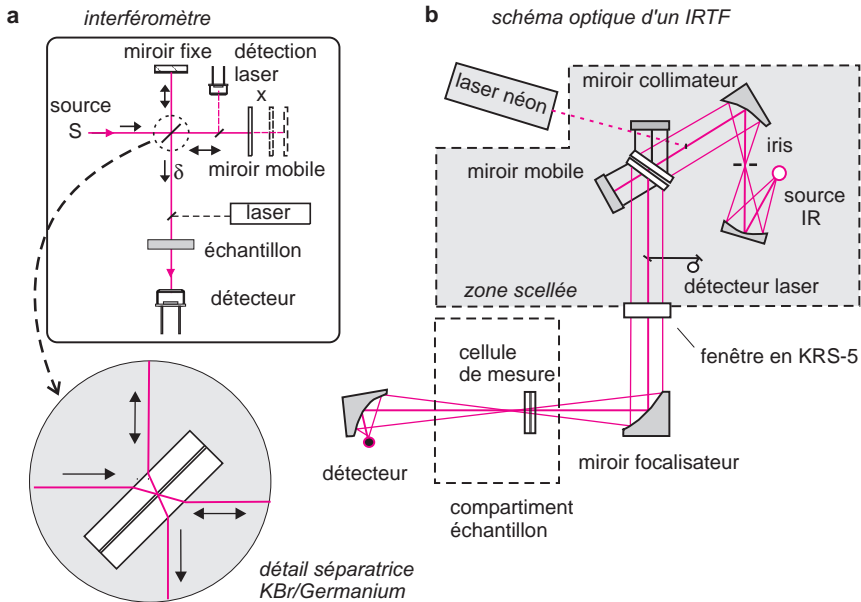 a
interféromètre
miroir fixe
détection
laser
x
source
S
miroir mobile
δ
laser
échantillon
détecteur
détail séparatrice
KBr/Germanium
b
schéma optique d'un IRTF
laser néon
miroir collimateur
iris
miroir mobile
source
IR
détecteur laser
zone scellée
fenêtre en KRS-5
cellule
de mesure
détecteur
miroir focalisateur
compartiment
échantillon